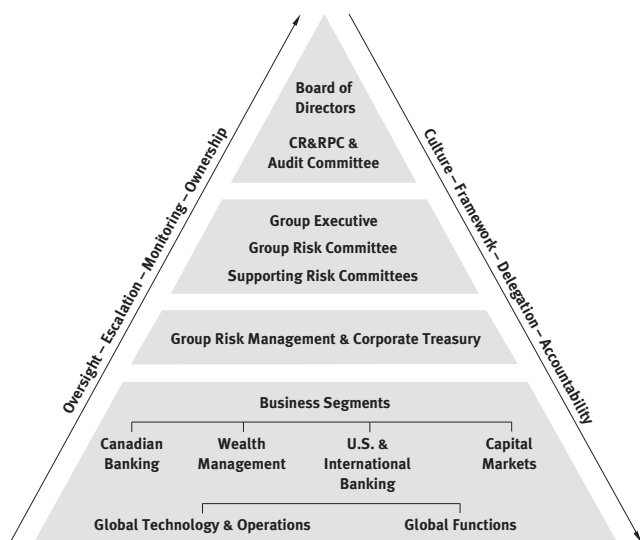 Board of
Directors
CR&RPC &
Audit Committee
Oversight – Escalation – Monitoring – Ownership
Culture – Framework – Delegation – Accountability
Group Executive
Group Risk Committee
Supporting Risk Committees
Group Risk Management & Corporate Treasury
Business Segments
Canadian
Banking
Wealth
Management
U.S. &
International
Banking
Capital
Markets
Global Technology & Operations
Global Functions